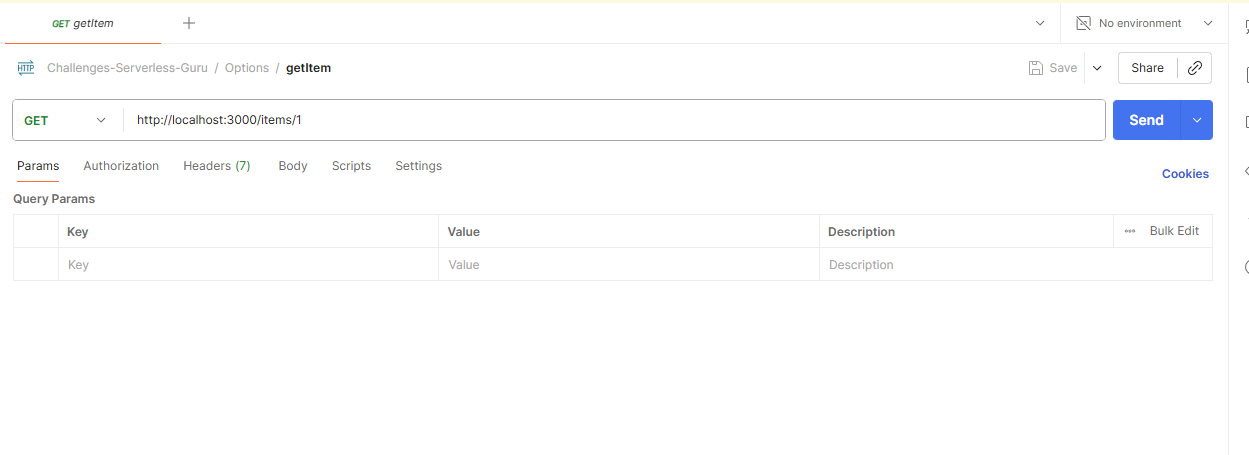 GET getItem
No environment
HTTP Challenges-Serverless-Guru / Options / getItem
Save Share
GET http://localhost:3000/items/1 Send
Params Authorization Headers (7) Body Scripts Settings Cookies
Query Params
Key Value Description Bulk Edit
Key Value Description